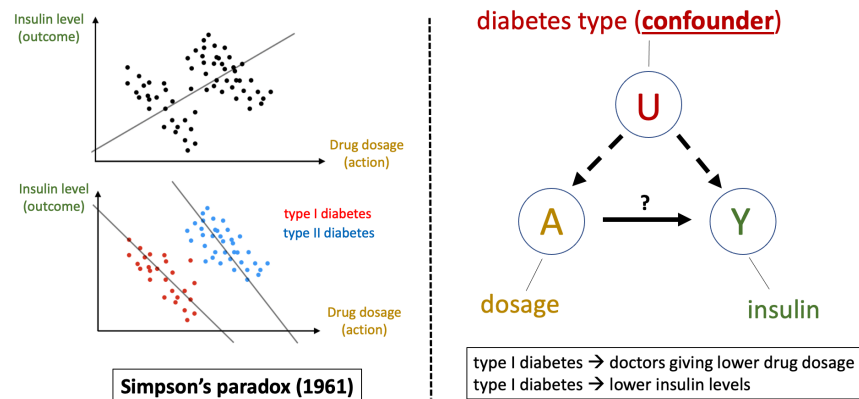 Insulin level
(outcome)
Drug dosage
(action)
Insulin level
(outcome)
type I diabetes
type II diabetes
Drug dosage
(action)
Simpson's paradox (1961)
diabetes type (confounder)
U
A
?
Y
dosage
insulin
type I diabetes → doctors giving lower drug dosage
type I diabetes → lower insulin levels